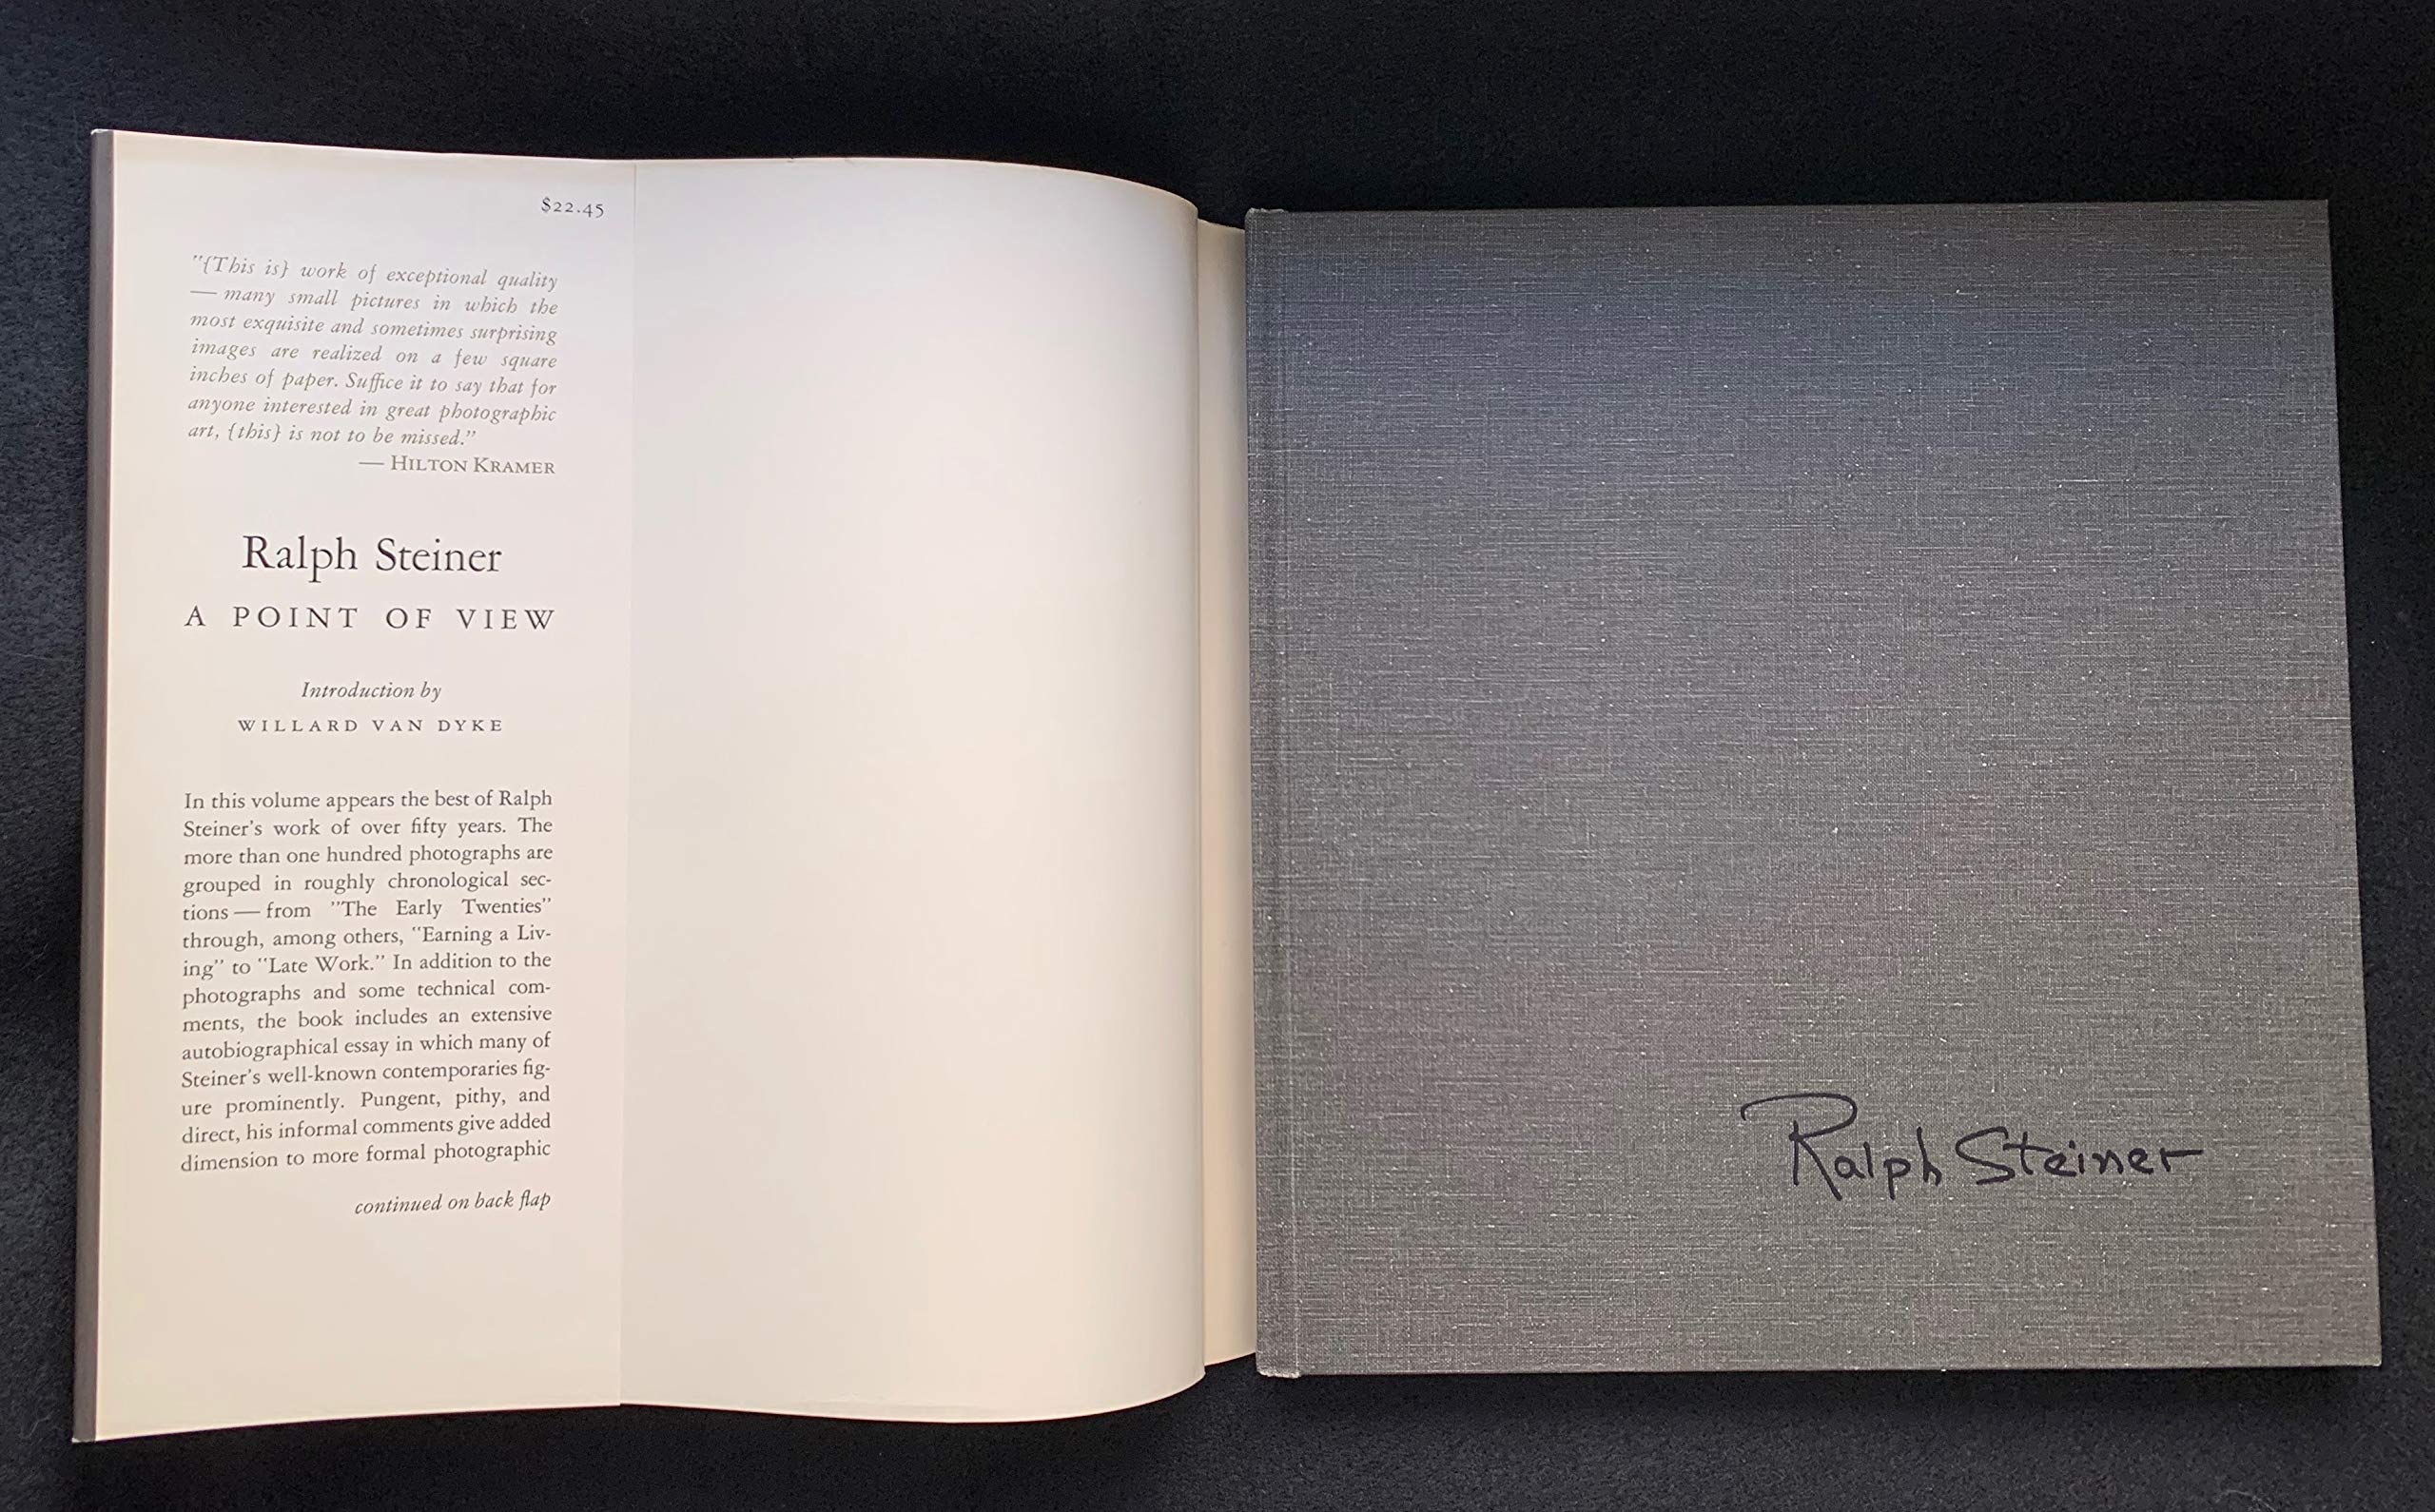 $22.45
"{This is} work of exceptional quality
— many small pictures in which the
most exquisite and sometimes surprising
images are realized on a few square
inches of paper. Suffice it to say that for
anyone interested in great photographic
art, {this} is not to be missed."
— HILTON KRAMER
Ralph Steiner
A POINT OF VIEW
Introduction by
WILLARD VAN DYKE
In this volume appears the best of Ralph
Steiner's work of over fifty years. The
more than one hundred photographs are
grouped in roughly chronological sec-
tions — from "The Early Twenties"
through, among others, "Earning a Liv-
ing" to "Late Work." In addition to the
photographs and some technical com-
ments, the book includes an extensive
autobiographical essay in which many of
Steiner's well-known contemporaries fig-
ure prominently. Pungent, pithy, and
direct, his informal comments give added
dimension to more formal photographic
continued on back flap
Ralph Steiner